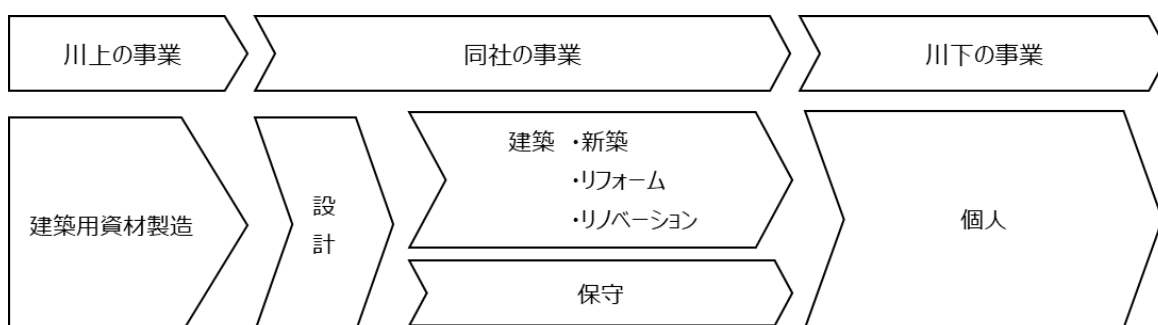 川上の事業
同社の事業
川下の事業
建築用資材製造
設
計
建築 ・新築
・リフォーム
・リノベーション
保守
個人